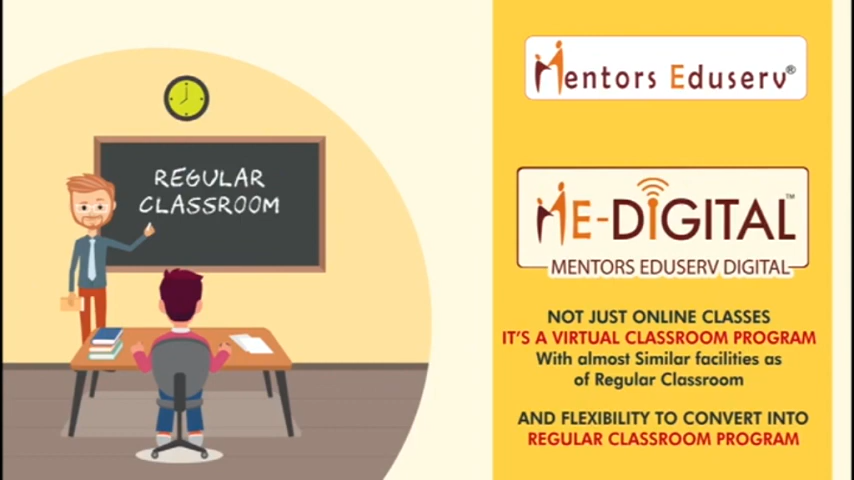 REGULAR
CLASSROOM
Mentors Eduserv®
ME-DIGITAL™
MENTORS EDUSERV DIGITAL
NOT JUST ONLINE CLASSES
IT'S A VIRTUAL CLASSROOM PROGRAM
With almost Similar facilities as
of Regular Classroom
AND FLEXIBILITY TO CONVERT INTO
REGULAR CLASSROOM PROGRAM